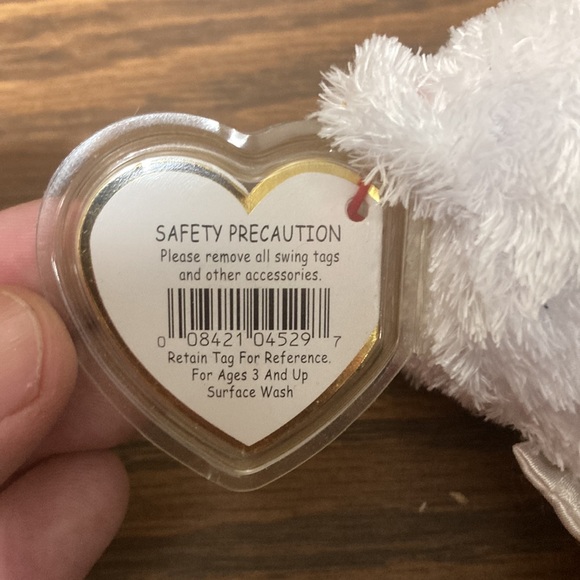 SAFETY PRECAUTION
Please remove all swing tags
and other accessories.
0 08421 04529 7
Retain Tag For Reference.
For Ages 3 And Up
Surface Wash